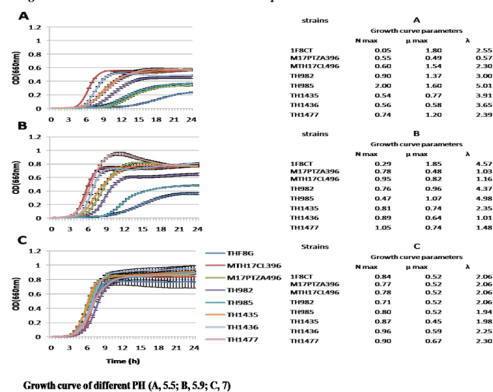 A
OD(660nm)
1.2
1
0.8
0.6
0.4
0.2
0
0 3 6 9 12 15 18 21 24
B
OD(660nm)
1.2
1
0.8
0.6
0.4
0.2
0
0 3 6 9 12 15 18 21 24
C
OD(660nm)
1.2
1
0.8
0.6
0.4
0.2
0
0 3 6 9 12 15 18 21 24
Time (h)
THF8G
MTH17CL396
M17PTZA496
TH982
TH985
TH1435
TH1436
TH1477
strains A
Growth curve parameters
N max μ max λ
1F8CT 0.05 1.80 2.55
M17PTZA396 0.55 0.49 0.57
MTH17CL496 0.60 1.54 2.30
TH982 0.90 1.37 3.00
TH985 2.00 1.60 5.01
TH1435 0.54 0.77 3.91
TH1436 0.56 0.58 3.65
TH1477 0.74 1.20 2.39
strains B
Growth curve parameters
N max μ max λ
1F8CT 0.29 1.85 4.57
M17PTZA396 0.78 0.48 1.03
MTH17CL496 0.95 0.82 1.16
TH982 0.76 0.96 4.37
TH985 0.47 1.07 4.98
TH1435 0.81 0.74 2.35
TH1436 0.89 0.64 1.01
TH1477 1.05 0.74 1.48
Strains C
Growth curve parameters
N max μ max λ
1F8CT 0.84 0.52 2.06
M17PTZA396 0.77 0.52 2.06
MTH17CL496 0.78 0.52 2.06
TH982 0.71 0.52 2.06
TH985 0.80 0.52 1.94
TH1435 0.87 0.45 1.98
TH1436 0.96 0.59 2.25
TH1477 0.90 0.67 2.30
Growth curve of different PH (A, 5.5; B, 5.9; C, 7)